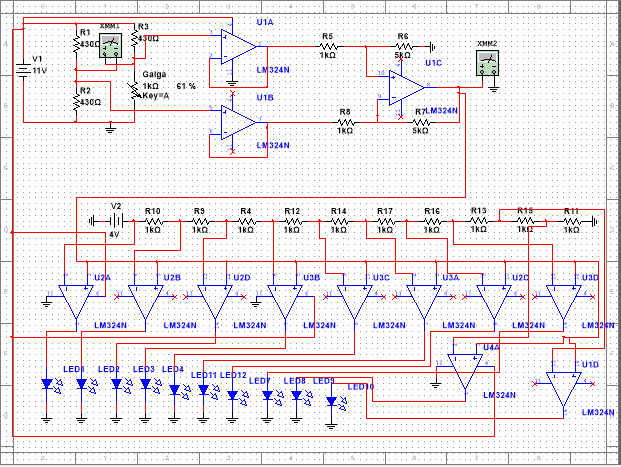 XMM1
R1
430Ω
R3
430Ω
U1A
V1
11V
LM324N
R5
1kΩ
R6
5kΩ
U1C
XMM2
Galga
1kΩ
Key=A
61 %
R2
430Ω
U1B
LM324N
LM324N
R8
1kΩ
R7
5kΩ
V2
4V
R10
1kΩ
R9
1kΩ
R4
1kΩ
R12
1kΩ
R14
1kΩ
R17
1kΩ
R16
1kΩ
R13
1kΩ
R15
1kΩ
R11
1kΩ
U2A
U2B
U2D
U3B
U3C
U3A
U2C
U3D
LM324N
LM324N
LM324N
LM324N
LM324N
LM324N
LM324N
LM324N
U4A
LM324N
U1D
LM324N
LED1
LED2
LED3
LED4
LED11
LED12
LED7
LED8
LED9
LED10